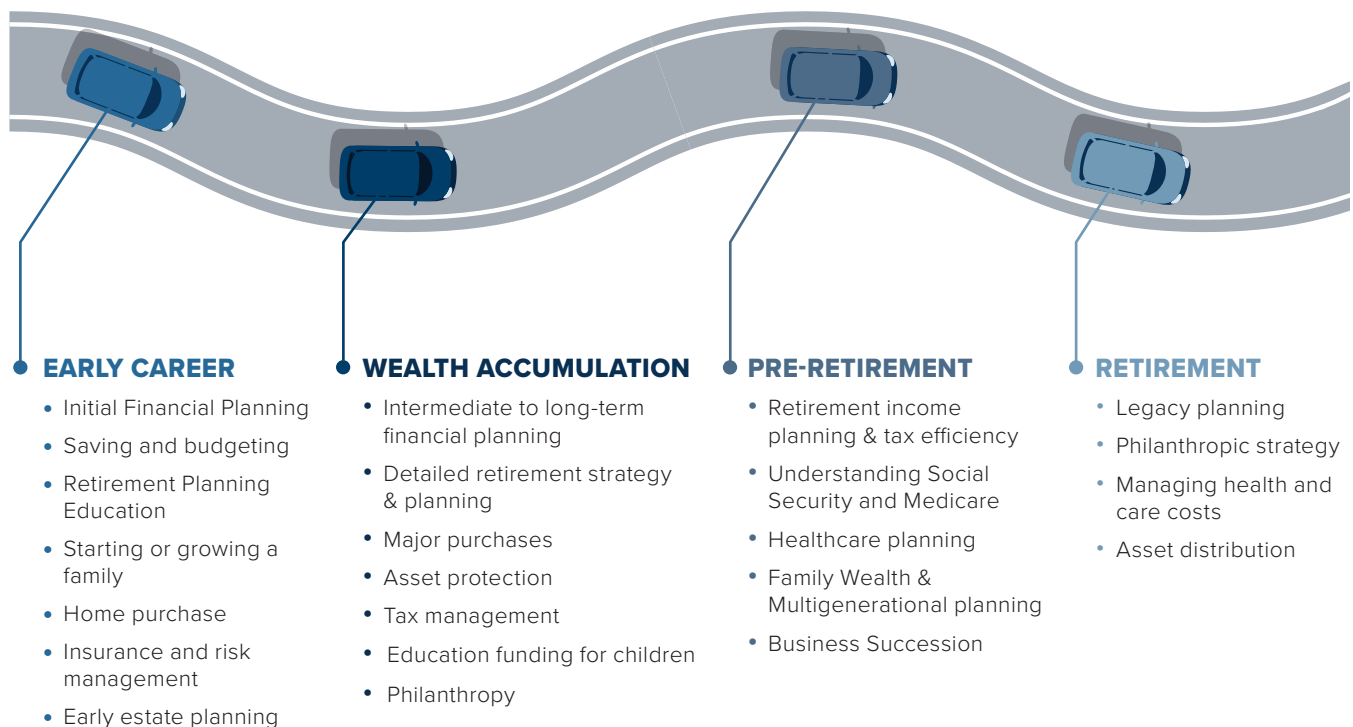 EARLY CAREER
• Initial Financial Planning
• Saving and budgeting
• Retirement Planning
Education
• Starting or growing a
family
• Home purchase
• Insurance and risk
management
• Early estate planning
WEALTH ACCUMULATION
• Intermediate to long-term
financial planning
• Detailed retirement strategy
& planning
• Major purchases
• Asset protection
• Tax management
• Education funding for children
• Philanthropy
PRE-RETIREMENT
• Retirement income
planning & tax efficiency
• Understanding Social
Security and Medicare
• Healthcare planning
• Family Wealth &
Multigenerational planning
• Business Succession
RETIREMENT
• Legacy planning
• Philanthropic strategy
• Managing health and
care costs
• Asset distribution